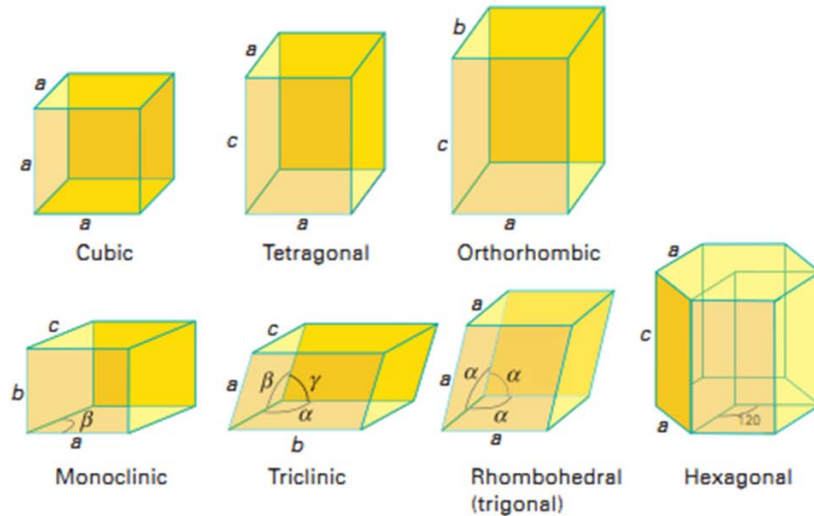 a
a
a
Cubic
a
c
a
Tetragonal
b
c
a
Orthorhombic
c
b
β
a
Monoclinic
c
a
β
γ
α
b
Triclinic
a
a
α
α
α
a
Rhombohedral
(trigonal)
a
c
a
120
Hexagonal